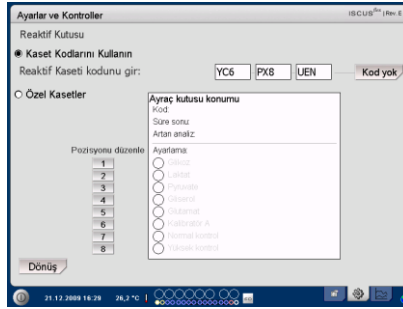 Ayarlar ve Kontroller
ISCUSflex | Rev. E
Reaktif Kutusu
Kaset Kodlarını Kullanın
Reaktif Kaseti kodunu gir:
YC6
PX8
UEN
Kod yok
Özel Kasetler
Ayraç kutusu konumu
Kod:
Süre sonu:
Artan analiz:
Pozisyonu düzenle
Ayarlama:
1
Glikoz
2
Laktat
3
Pyruvate
4
Gliserol
5
Glutamat
6
Kalibratör A
7
Normal kontrol
8
Yüksek kontrol
Dönüş
21.12.2009 16:29
26,2 °C